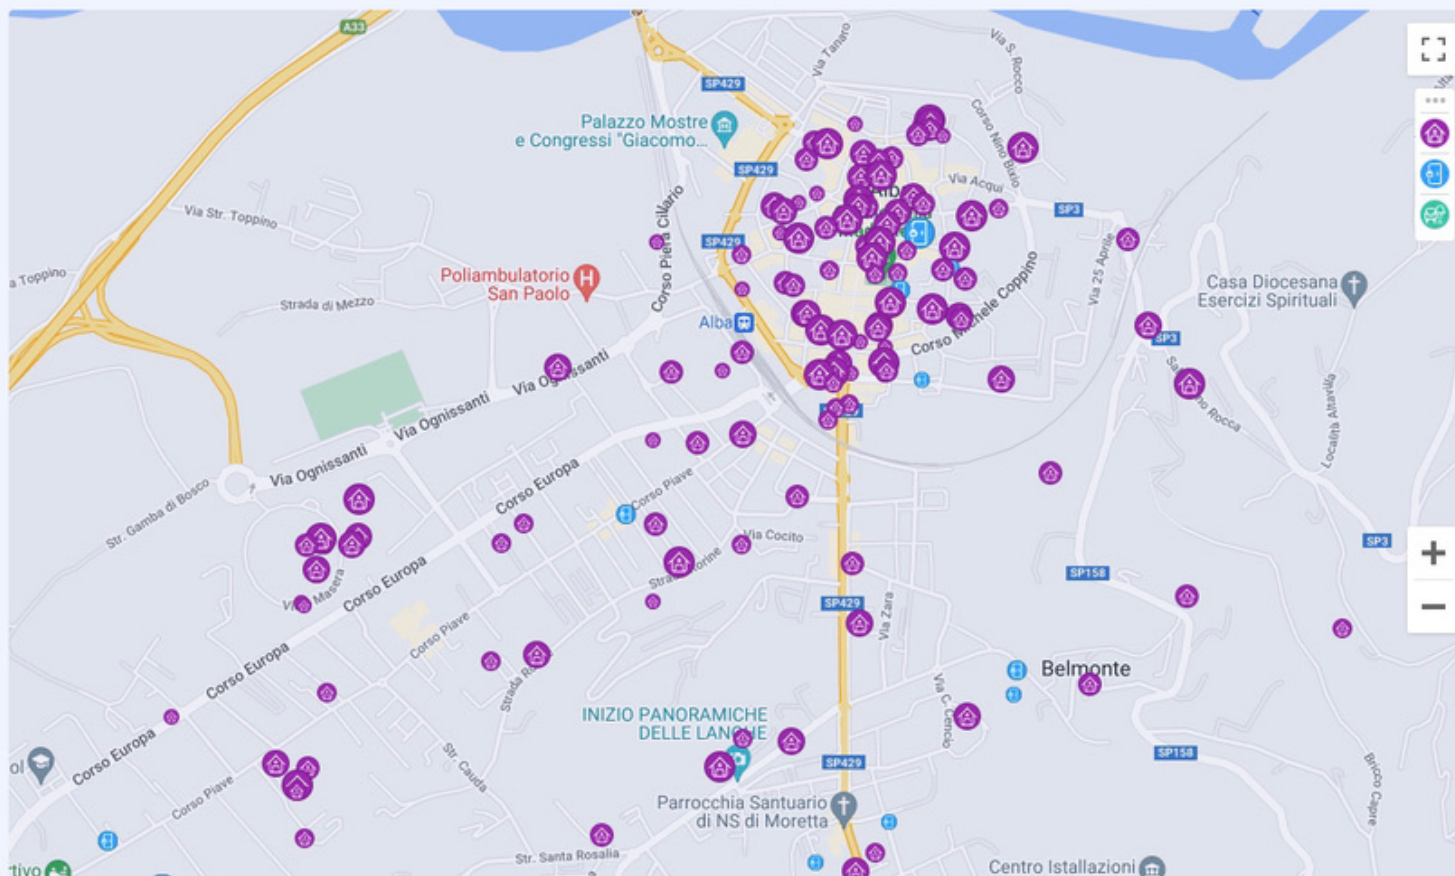 A33
SP429
Via Tanaro
Via S. Rocco
Palazzo Mostre
e Congressi "Giacomo...
Corso Nino Bixio
SP429
Via Acqui
Via Str. Toppino
Corso Piera Cillario
SP3
SP429
Toppino
Poliambulatorio
San Paolo
Via 25 Aprile
Casa Diocesana
Esercizi Spirituali
Strada di Mezzo
Alba
Corso Michele Coppino
SP3
Via Ognissanti
Via Ognissanti
Via Ognissanti
Località Altavilla
Str. Gamba di Bosco
Corso Europa
Corso Piave
Via Cocito
SP3
Corso Europa
SP158
SP429
Via Zara
Corso Piave
Corso Europa
Belmonte
Via C. Cencio
INIZIO PANORAMICHE
DELLE LANGHE
Corso Europa
Str. Cauda
SP158
SP429
Corso Piave
Bricco Capre
Parrocchia Santuario
di NS di Moretta
Str. Santa Rosalia
Centro Istallazioni